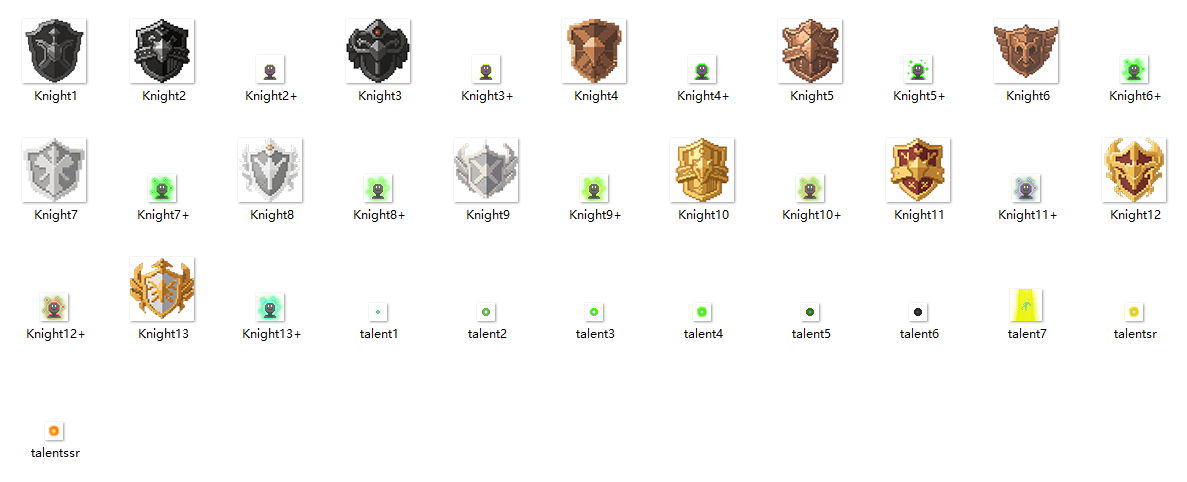 Knight1 Knight2 Knight2+ Knight3 Knight3+ Knight4 Knight4+ Knight5 Knight5+ Knight6 Knight6+
Knight7 Knight7+ Knight8 Knight8+ Knight9 Knight9+ Knight10 Knight10+ Knight11 Knight11+ Knight12
Knight12+ Knight13 Knight13+ talent1 talent2 talent3 talent4 talent5 talent6 talent7 talentsr
talentssr